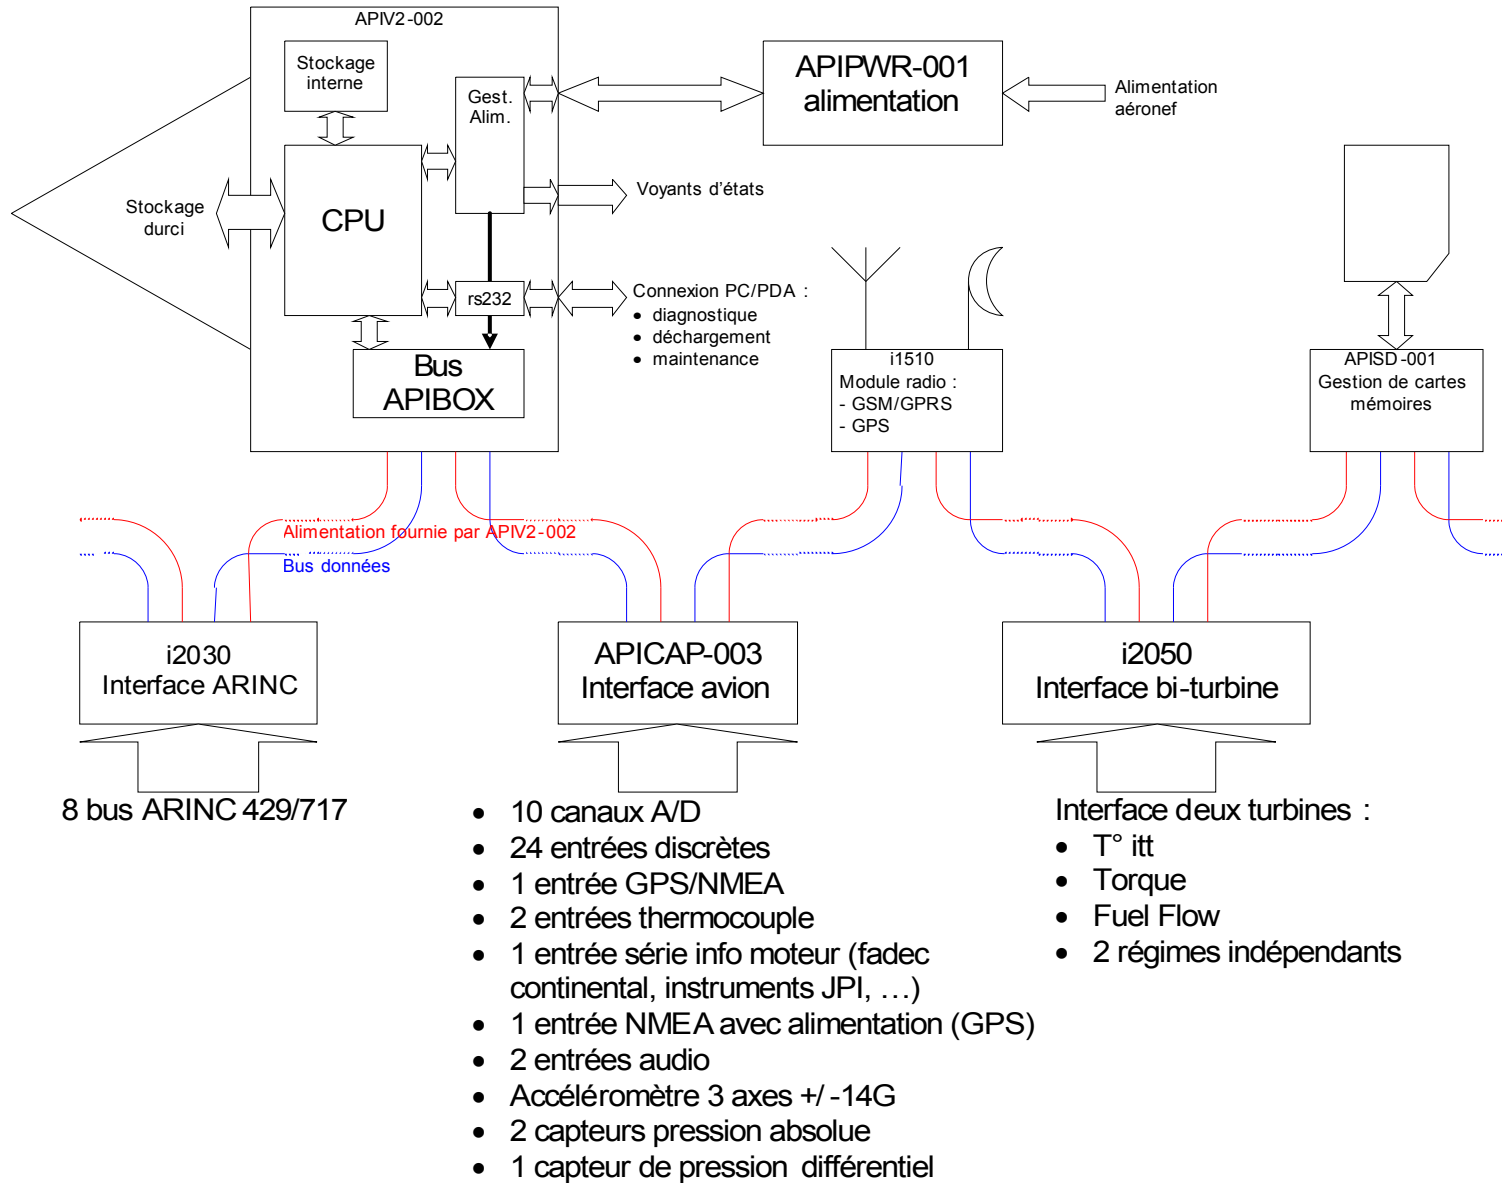 APIV2-002
Stockage
interne
Gest.
Alim.
APIPWR-001
alimentation
Alimentation
aéronef
Stockage
durci
CPU
Voyants d'états
rs232
Connexion PC/PDA :
• diagnostique
• déchargement
• maintenance
Bus
APIBOX
i1510
Module radio :
- GSM/GPRS
- GPS
APISD-001
Gestion de cartes
mémoires
Alimentation fournie par APIV2-002
Bus données
i2030
Interface ARINC
APICAP-003
Interface avion
i2050
Interface bi-turbine
8 bus ARINC 429/717
• 10 canaux A/D
• 24 entrées discrètes
• 1 entrée GPS/NMEA
• 2 entrées thermocouple
• 1 entrée série info moteur (fadec
continental, instruments JPI, …)
• 1 entrée NMEA avec alimentation (GPS)
• 2 entrées audio
• Accéléromètre 3 axes +/-14G
• 2 capteurs pression absolue
• 1 capteur de pression différentiel
Interface deux turbines :
• T° itt
• Torque
• Fuel Flow
• 2 régimes indépendants